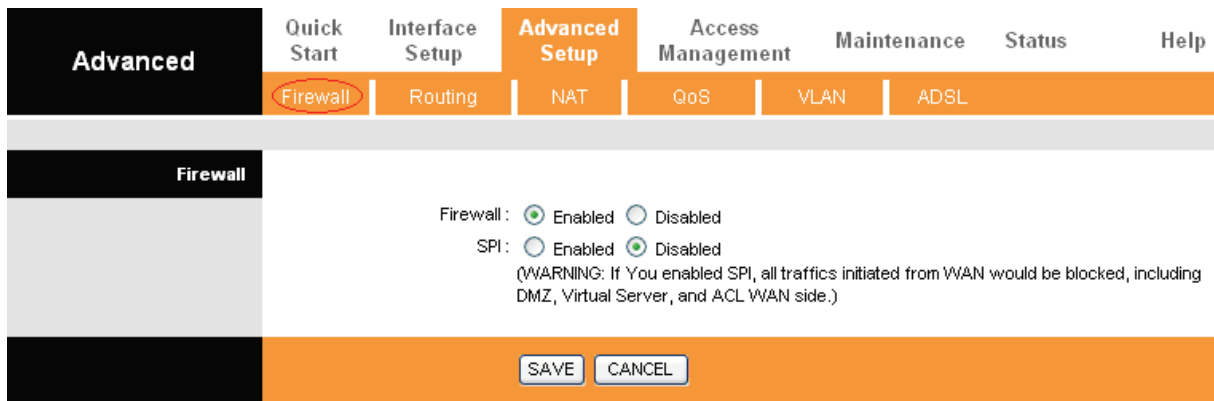 Advanced
Quick Start
Interface Setup
Advanced Setup
Access Management
Maintenance
Status
Help
Firewall
Routing
NAT
QoS
VLAN
ADSL
Firewall
Firewall : Enabled Disabled
SPI : Enabled Disabled
(WARNING: If You enabled SPI, all traffics initiated from WAN would be blocked, including
DMZ, Virtual Server, and ACL WAN side.)
SAVE CANCEL